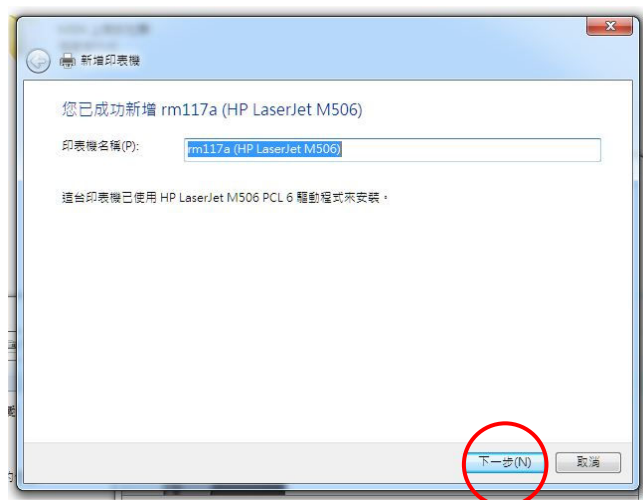 新增印表機
您已成功新增 rm117a (HP LaserJet M506)
印表機名稱(P):
rm117a (HP LaserJet M506)
這台印表機已使用 HP LaserJet M506 PCL 6 驅動程式來安裝。
下一步(N)
取消